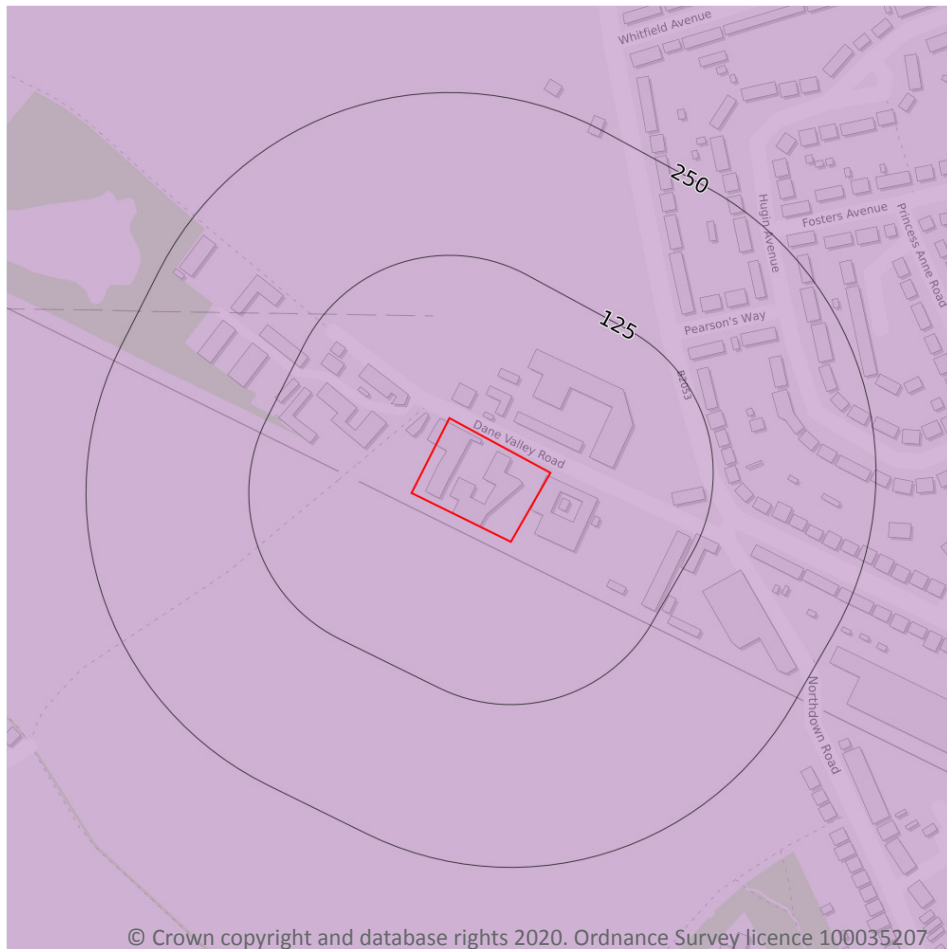 Whitfield Avenue
250
Hugin Avenue
Fosters Avenue
Princess Anne Road
125
Pearson's Way
B2053
Dane Valley Road
Northdown Road
© Crown copyright and database rights 2020. Ordnance Survey licence 100035207